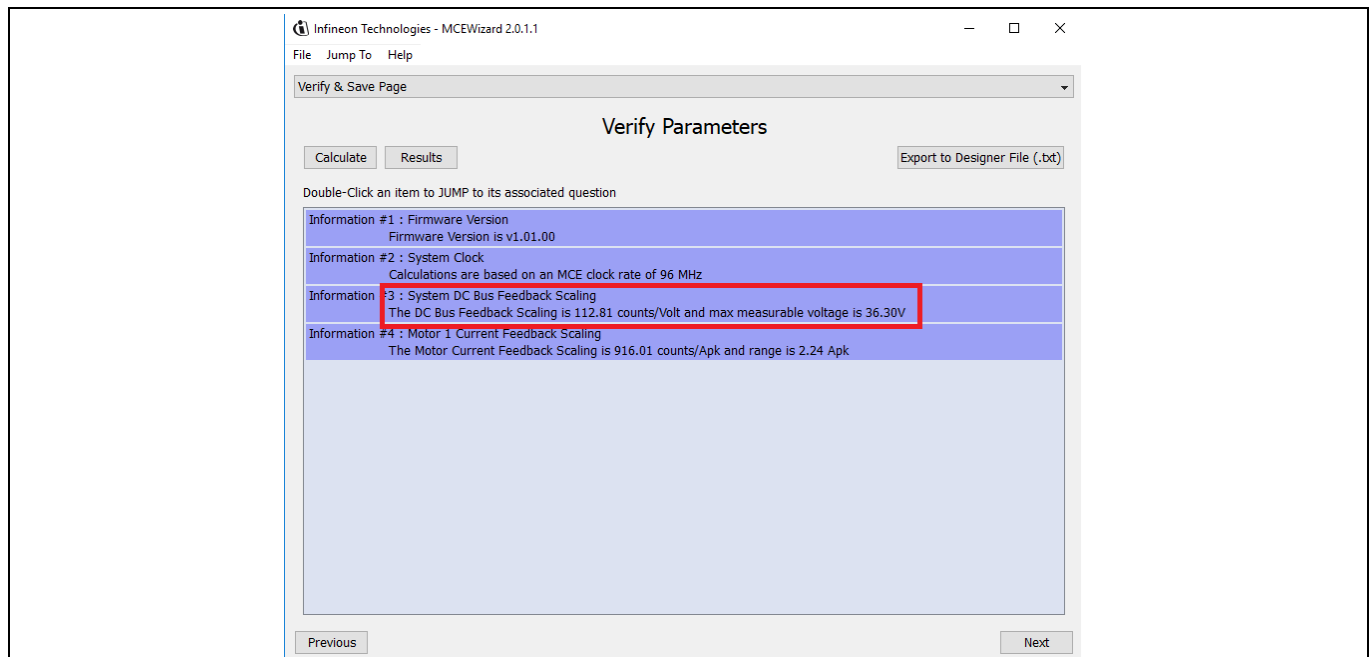 Infineon Technologies - MCEWizard 2.0.1.1
File Jump To Help
Verify & Save Page
Verify Parameters
Calculate Results Export to Designer File (.txt)
Double-Click an item to JUMP to its associated question
Information #1 : Firmware Version
Firmware Version is v1.01.00
Information #2 : System Clock
Calculations are based on an MCE clock rate of 96 MHz
Information #3 : System DC Bus Feedback Scaling
The DC Bus Feedback Scaling is 112.81 counts/Volt and max measurable voltage is 36.30V
Information #4 : Motor 1 Current Feedback Scaling
The Motor Current Feedback Scaling is 916.01 counts/Apk and range is 2.24 Apk
Previous Next